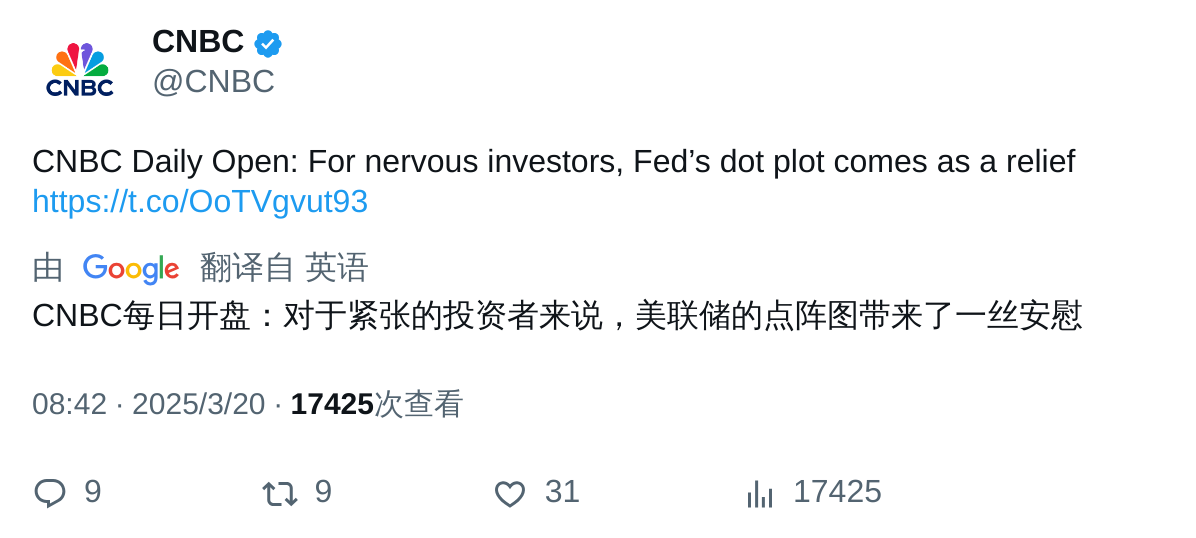 CNBC
CNBC
@CNBC
CNBC Daily Open: For nervous investors, Fed’s dot plot comes as a relief
https://t.co/OoTVgvut93
由 Google 翻译自 英语
CNBC每日开盘：对于紧张的投资者来说，美联储的点阵图带来了一丝安慰
08:42 · 2025/3/20 · 17425次查看
9 9 31 17425